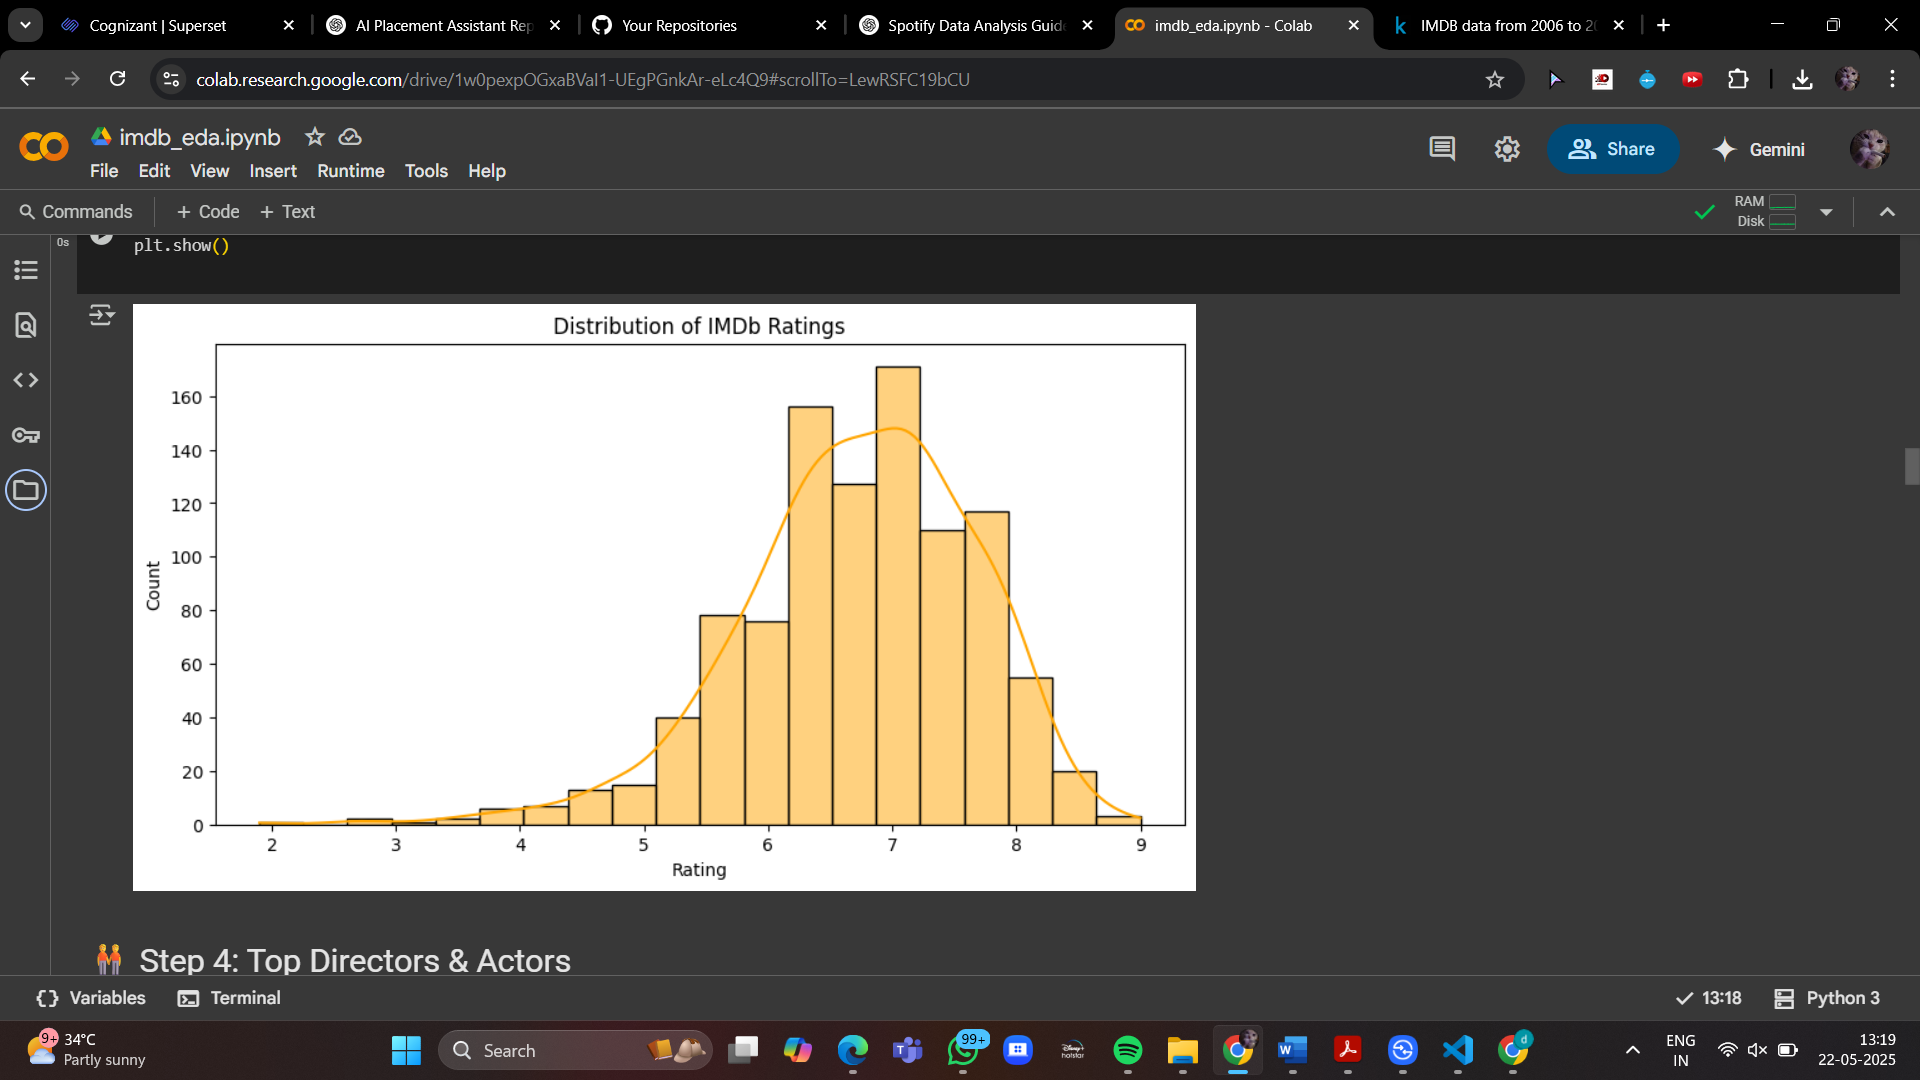 Cognizant | Superset
AI Placement Assistant Rep
Your Repositories
Spotify Data Analysis Guide
imdb_eda.ipynb - Colab
IMDB data from 2006 to 20
colab.research.google.com/drive/1w0pexpOGxaBVaI1-UEgPGnkAr-eLc4Q9#scrollTo=LewRSFC19bCU
imdb_eda.ipynb
File Edit View Insert Runtime Tools Help
Share
Gemini
Commands + Code + Text
RAM
Disk
0s
plt.show()
Distribution of IMDb Ratings
160
140
120
100
80
60
40
20
0
Count
2 3 4 5 6 7 8 9
Rating
Step 4: Top Directors & Actors
Variables Terminal
13:18 Python 3
9+ 34°C
Partly sunny
Search
99+
ENG
IN
13:19
22-05-2025